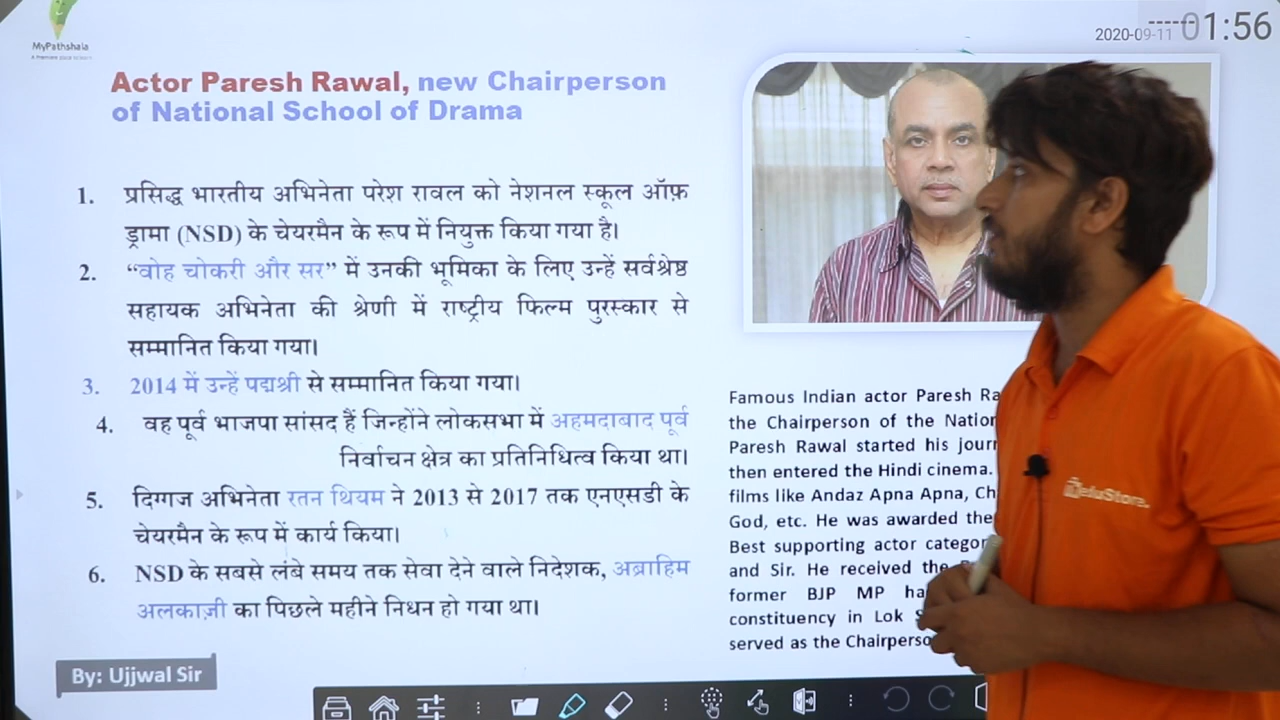 MyPathshala
2020-09-11
01:56
Actor Paresh Rawal, new Chairperson
of National School of Drama
1. प्रसिद्ध भारतीय अभिनेता परेश रावल को नेशनल स्कूल ऑफ़
ड्रामा (NSD) के चेयरमैन के रूप में नियुक्त किया गया है।
2. “वोह चोकरी और सर” में उनकी भूमिका के लिए उन्हें सर्वश्रेष्ठ
सहायक अभिनेता की श्रेणी में राष्ट्रीय फिल्म पुरस्कार से
सम्मानित किया गया।
3. 2014 में उन्हें पद्मश्री से सम्मानित किया गया।
4. वह पूर्व भाजपा सांसद हैं जिन्होंने लोकसभा में अहमदाबाद पूर्व
निर्वाचन क्षेत्र का प्रतिनिधित्व किया था।
5. दिग्गज अभिनेता रतन थियम ने 2013 से 2017 तक एनएसडी के
चेयरमैन के रूप में कार्य किया।
6. NSD के सबसे लंबे समय तक सेवा देने वाले निदेशक, अब्राहिम
अलकाज़ी का पिछले महीने निधन हो गया था।
By: Ujjwal Sir
Famous Indian actor Paresh Ra
the Chairperson of the Nation
Paresh Rawal started his jour
then entered the Hindi cinema.
films like Andaz Apna Apna, Ch
God, etc. He was awarded the
Best supporting actor categor
and Sir. He received the
former BJP MP ha
constituency in Lok
served as the Chairperso
eduStore